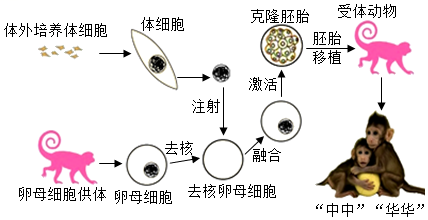 体外培养体细胞
体细胞
克隆胚胎
受体动物
胚胎
移植
激活
注射
去核
融合
卵母细胞供体
卵母细胞
去核卵母细胞
“中中”“华华”